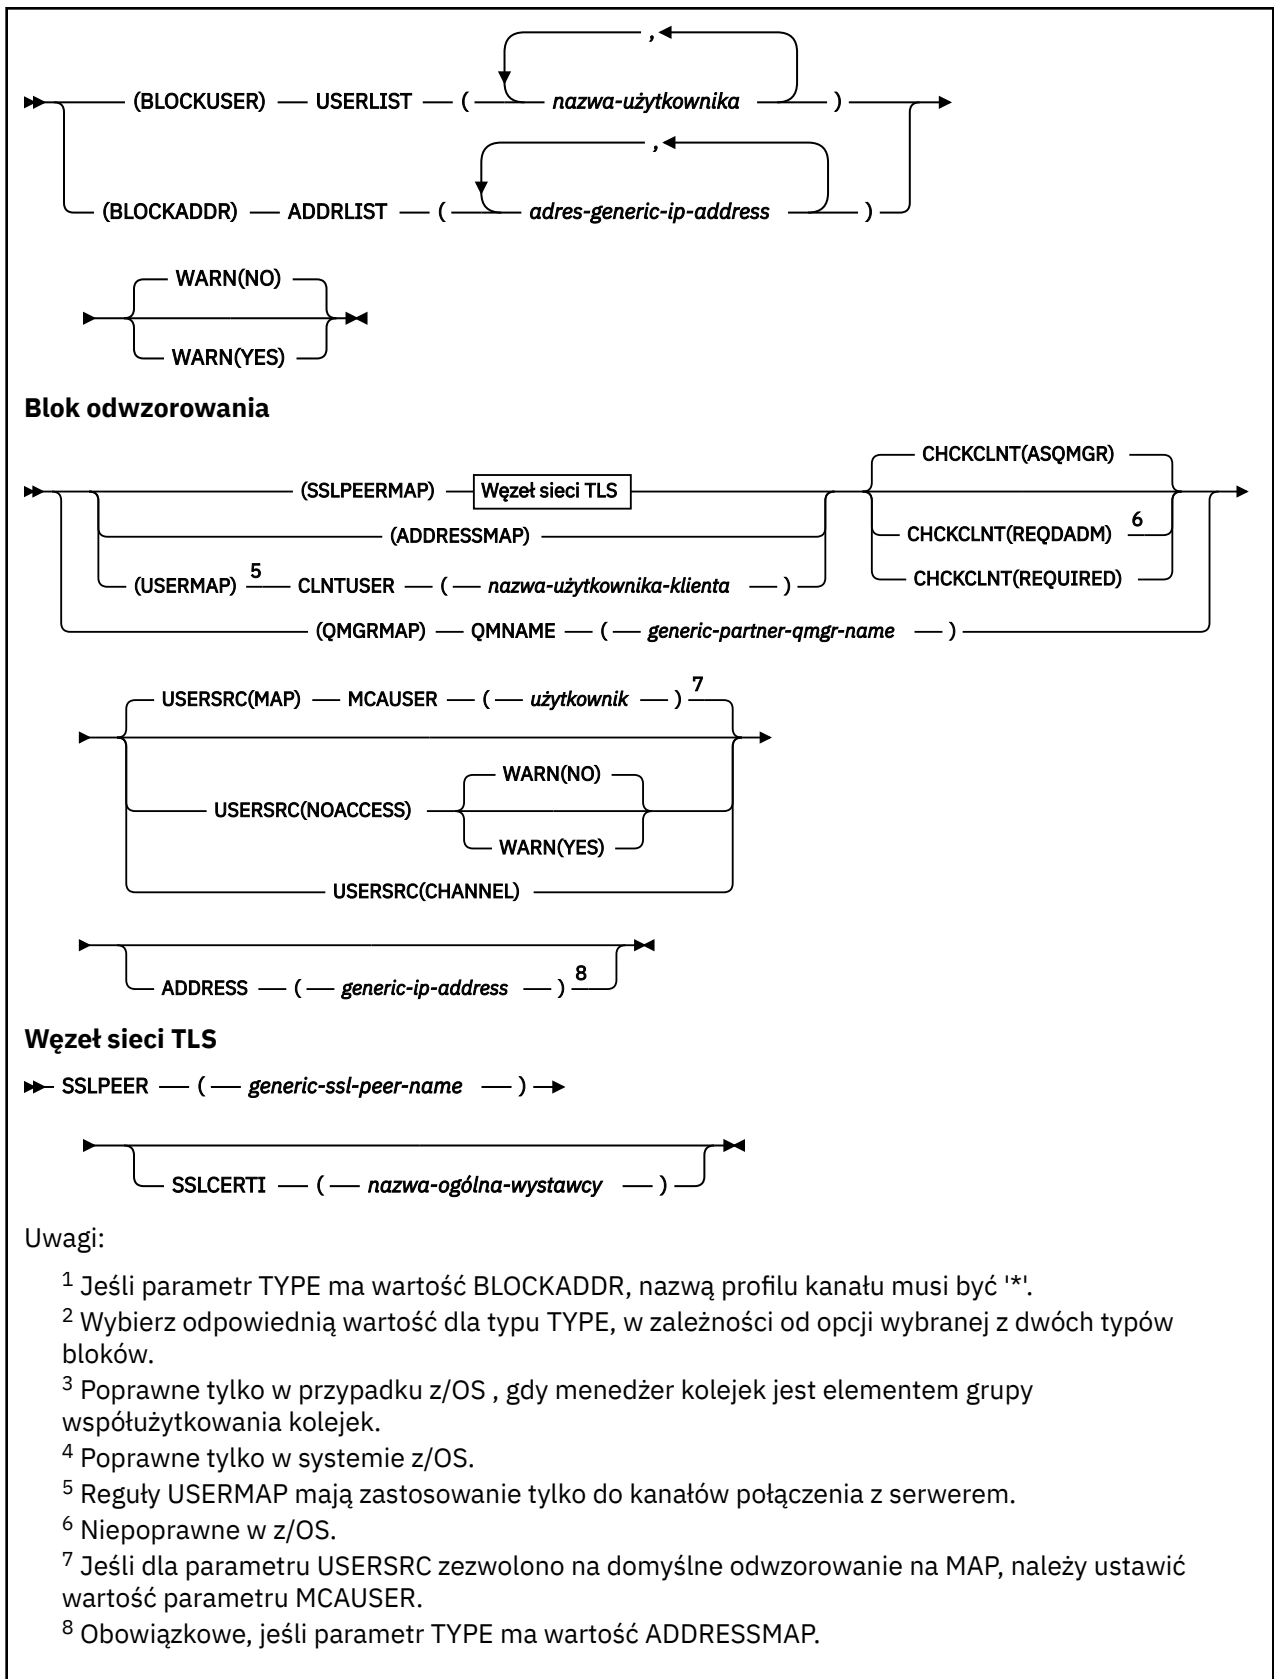 ,
(BLOCKUSER) USERLIST ( nazwa-użytkownika )
,
(BLOCKADDR) ADDRLIST ( adres-generic-ip-address )
WARN(NO)
WARN(YES)
Blok odwzorowania
CHCKCLNT(ASQMGR)
(SSLPEERMAP) Węzeł sieci TLS
(ADDRESSMAP) CHCKCLNT(REQDADM) 6
(USERMAP) 5 CLNTUSER ( nazwa-użytkownika-klienta ) CHCKCLNT(REQUIRED)
(QMGRMAP) QMNAME ( generic-partner-qmgr-name )
USERSRC(MAP) MCAUSER ( użytkownik ) 7
WARN(NO)
USERSRC(NOACCESS)
WARN(YES)
USERSRC(CHANNEL)
ADDRESS ( generic-ip-address ) 8
Węzeł sieci TLS
SSLPEER ( generic-ssl-peer-name )
SSLCERTI ( nazwa-ogólna-wystawcy )
Uwagi:
1 Jeśli parametr TYPE ma wartość BLOCKADDR, nazwą profilu kanału musi być '*'.
2 Wybierz odpowiednią wartość dla typu TYPE, w zależności od opcji wybranej z dwóch typów
bloków.
3 Poprawne tylko w przypadku z/OS , gdy menedżer kolejek jest elementem grupy
współużytkowania kolejek.
4 Poprawne tylko w systemie z/OS.
5 Reguły USERMAP mają zastosowanie tylko do kanałów połączenia z serwerem.
6 Niepoprawne w z/OS.
7 Jeśli dla parametru USERSRC zezwolono na domyślne odwzorowanie na MAP, należy ustawić
wartość parametru MCAUSER.
8 Obowiązkowe, jeśli parametr TYPE ma wartość ADDRESSMAP.